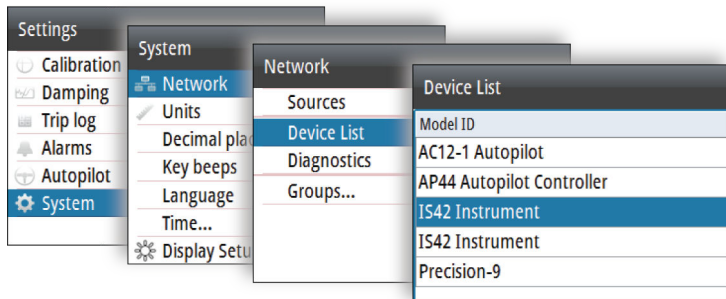 Settings
Calibration
Damping
Trip log
Alarms
Autopilot
System
System
Network
Units
Decimal
Key beeps
Language
Time...
Display
Network
Sources
Device List
Diagnostics
Groups...
Device List
Model ID
AC12-1 Autopilot
AP44 Autopilot Controller
IS42 Instrument
IS42 Instrument
Precision-9